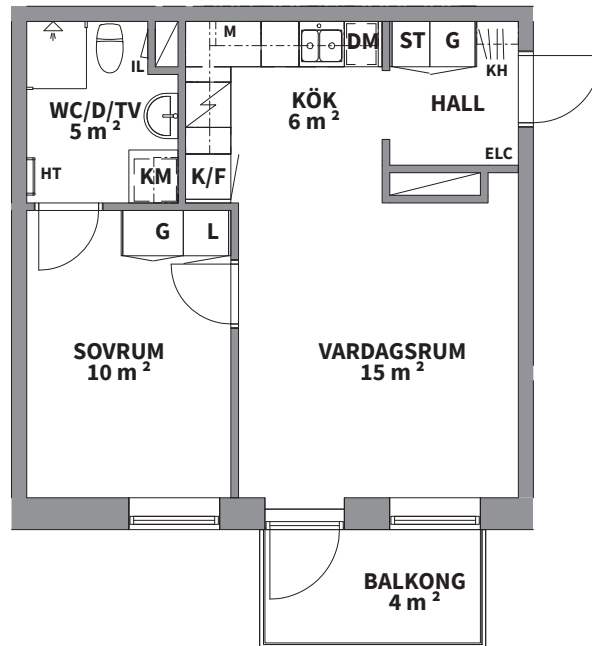 M
DM
ST
G
KH
IL
WC/D/TV
5 m ²
KÖK
6 m ²
HALL
ELC
HT
KM
K/F
G
L
SOVRUM
10 m ²
VARDAGSRUM
15 m ²
BALKONG
4 m ²